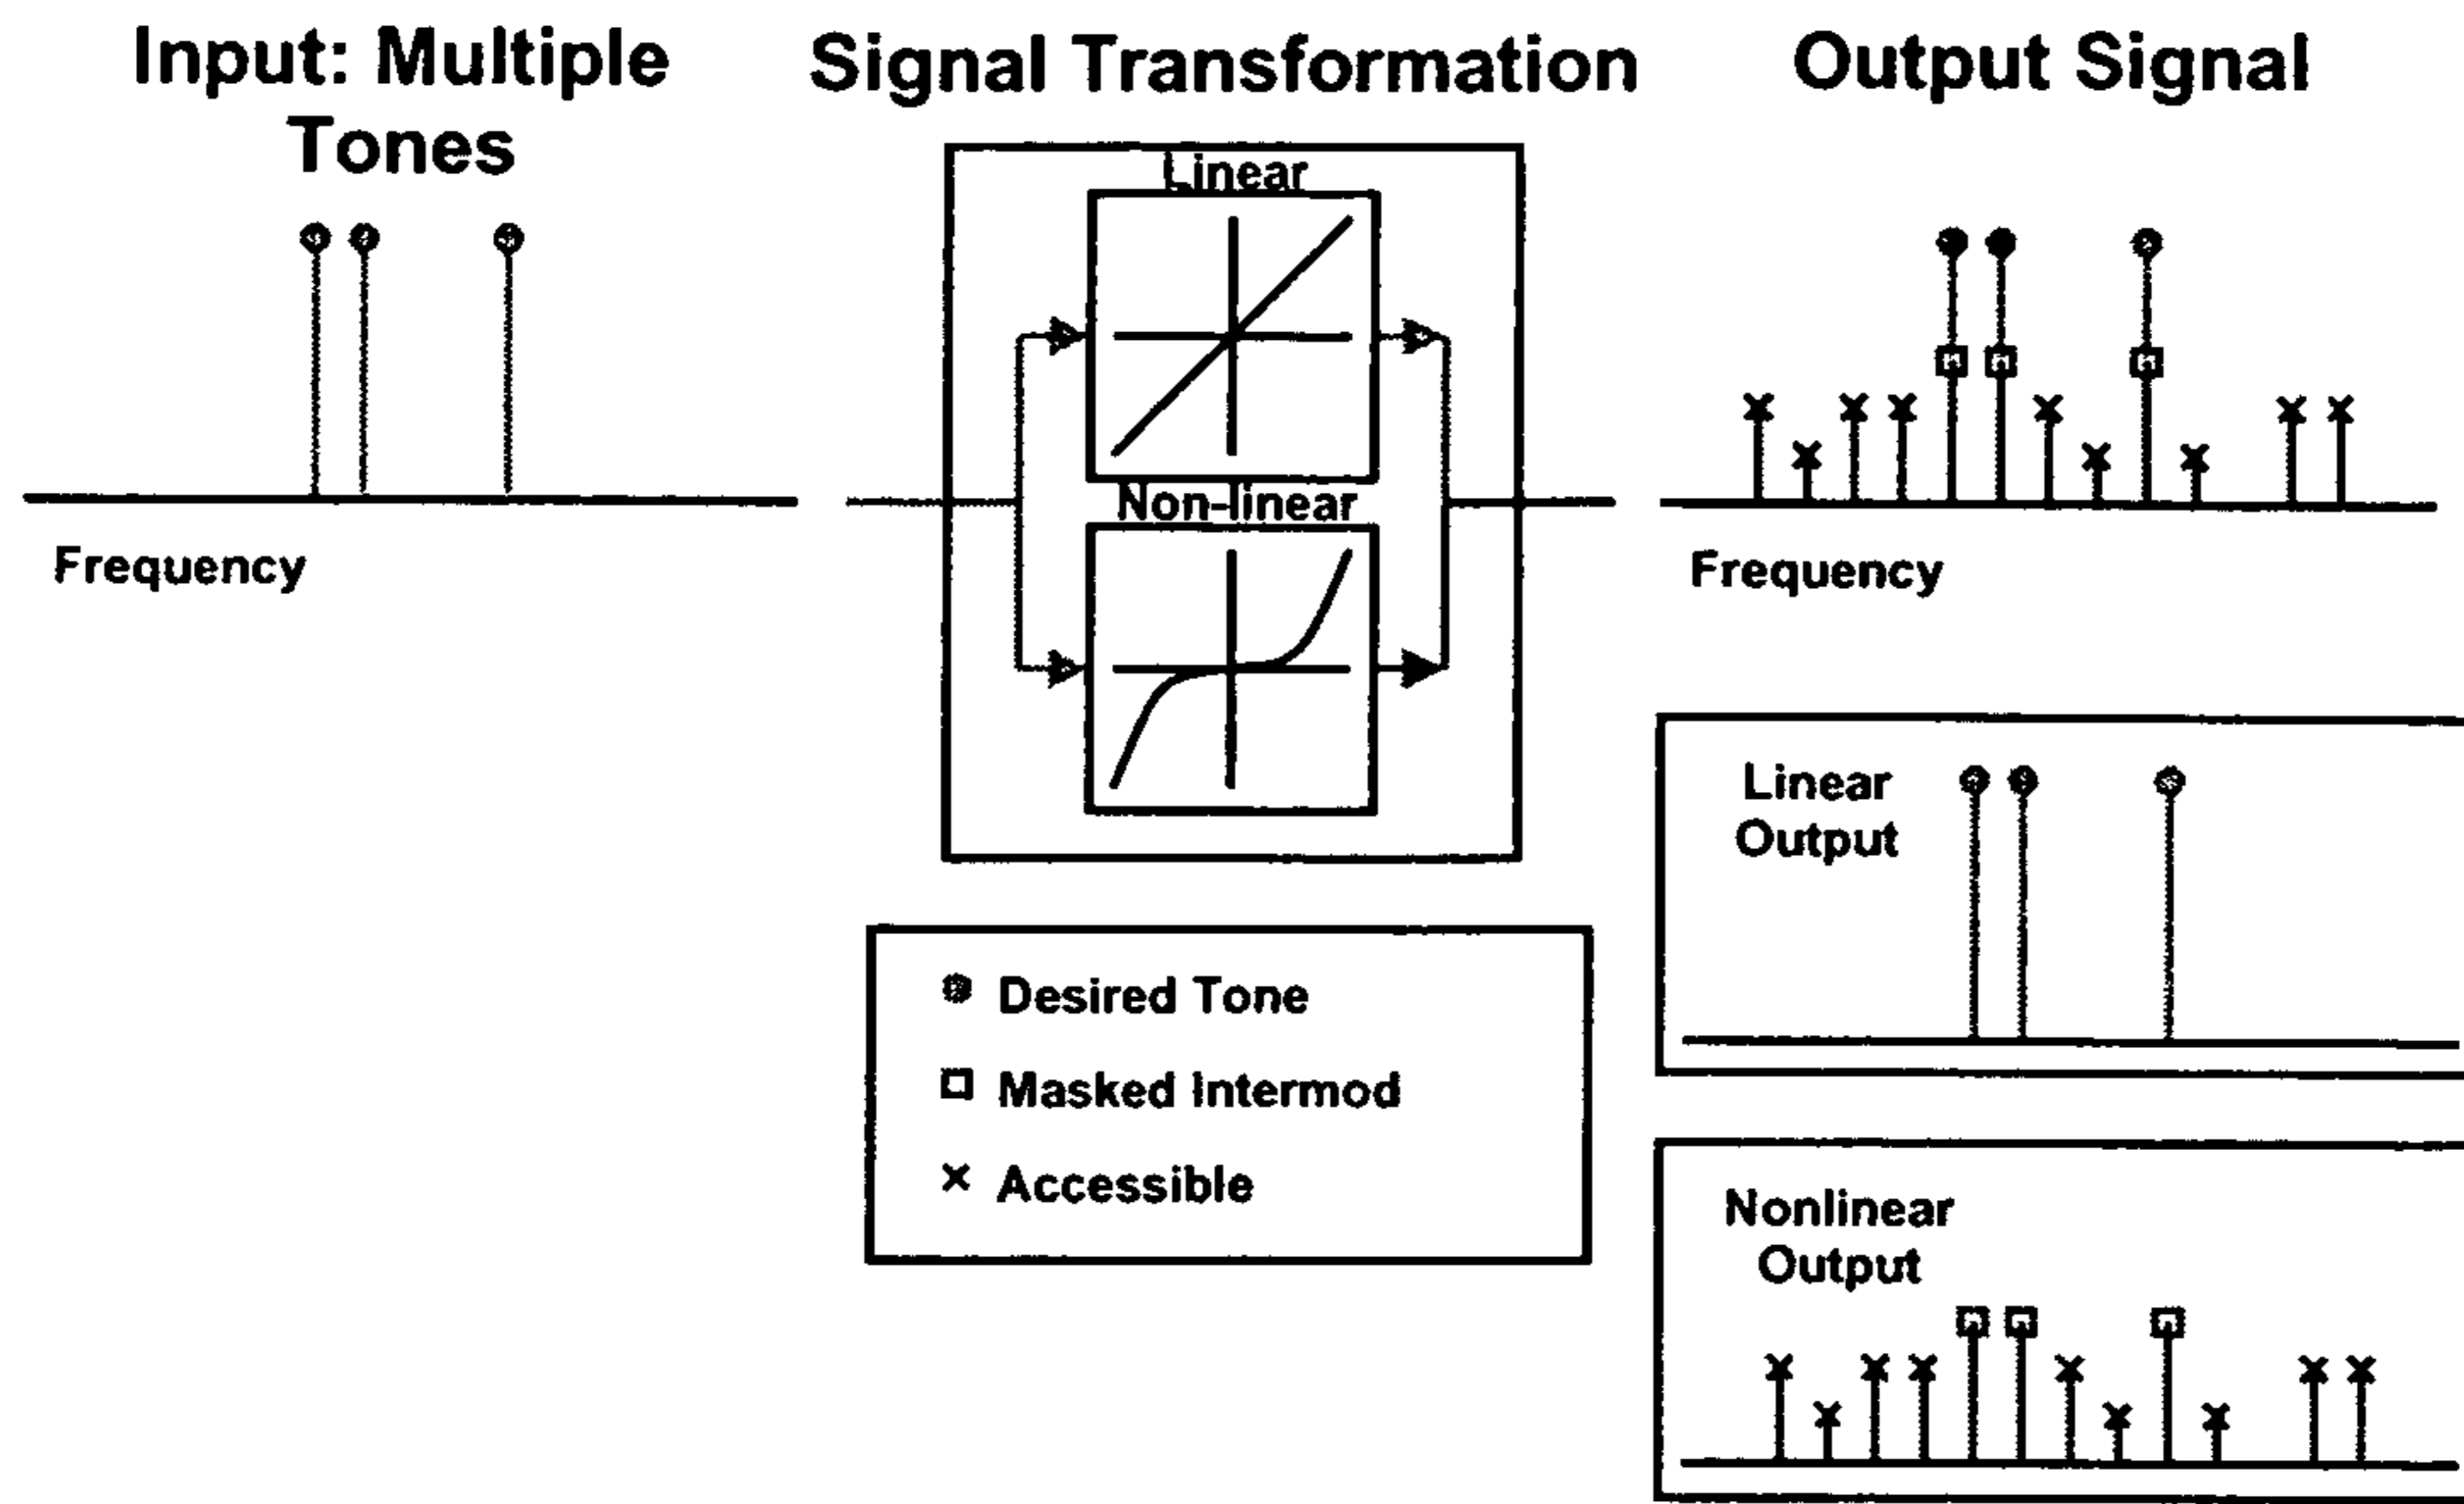 Input: Multiple
Tones
Signal Transformation
Output Signal
Linear
Non-linear
Frequency
Frequency
Desired Tone
Masked Intermod
Accessible
Linear
Output
Nonlinear
Output